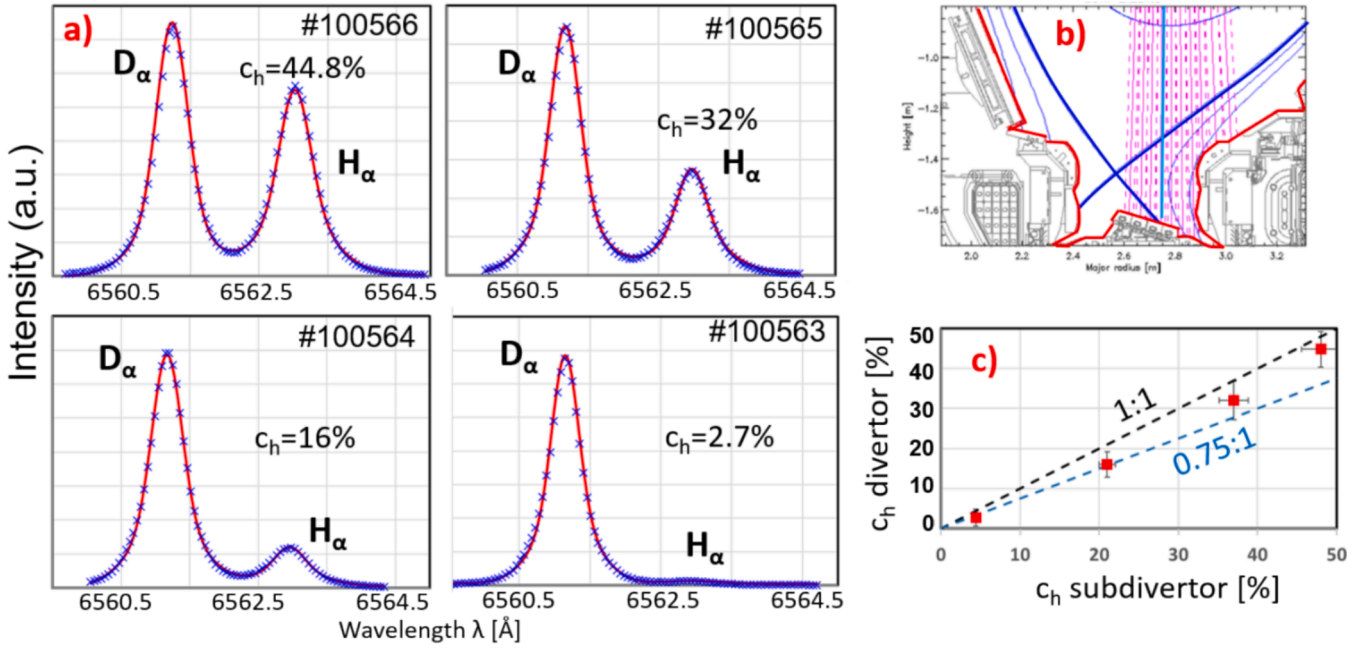 a)
#100566
Dα
ch=44.8%
Hα
6560.5 6562.5 6564.5
#100565
Dα
ch=32%
Hα
6560.5 6562.5 6564.5
#100564
Dα
ch=16%
Hα
6560.5 6562.5 6564.5
#100563
Dα
ch=2.7%
Hα
6560.5 6562.5 6564.5
Intensity (a.u.)
Wavelength λ [Å]
b)
-1.0
-1.2
-1.4
-1.6
Height [m]
2.0 2.2 2.4 2.6 2.8 3.0 3.2
Major radius [m]
c)
ch divertor [%]
50
40
30
20
10
0
1:1
0.75:1
0 10 20 30 40 50
ch subdivertor [%]